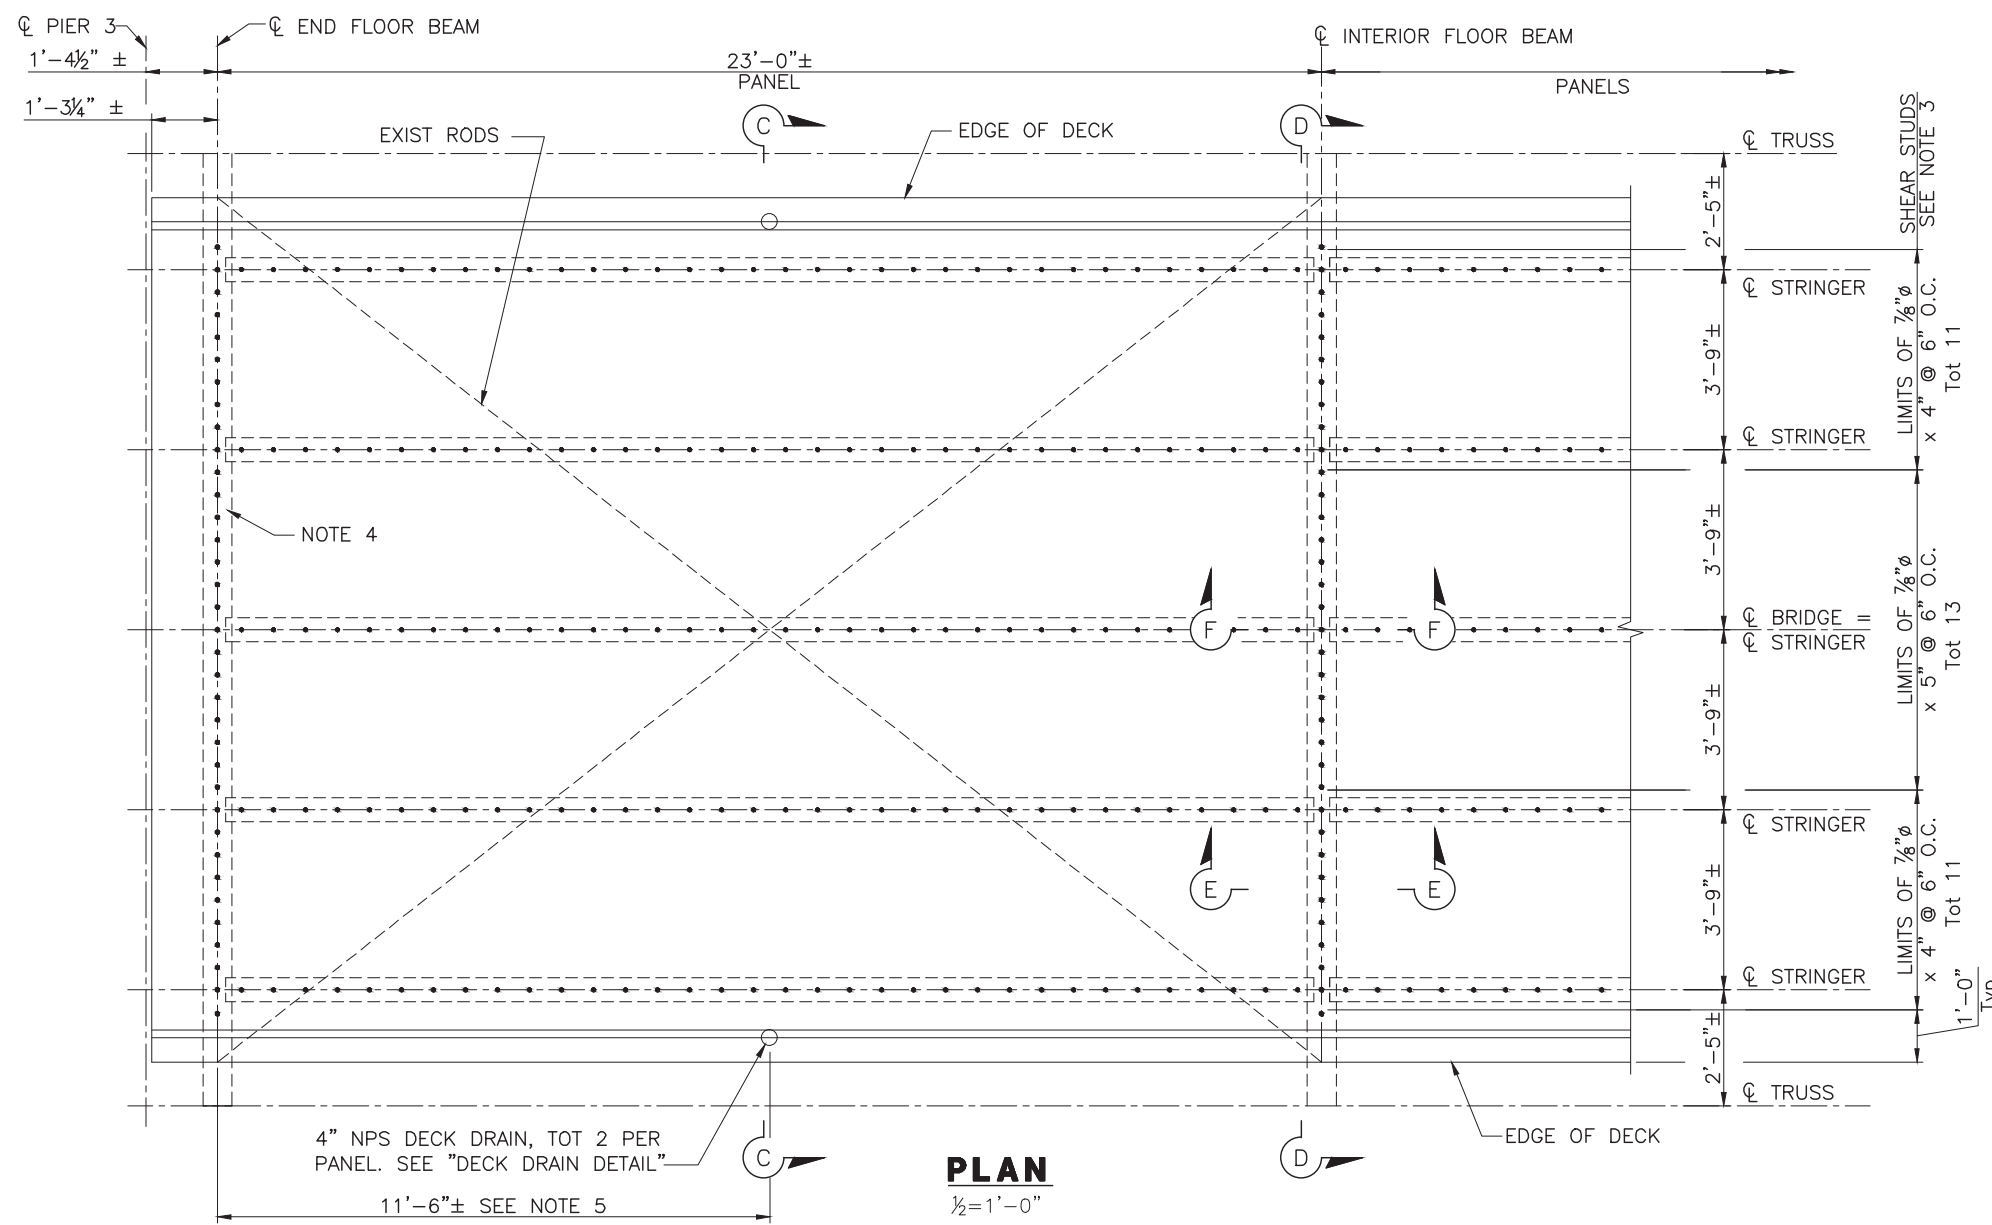 ℄ PIER 3
℄ END FLOOR BEAM
℄ INTERIOR FLOOR BEAM
1'-4½" ±
23'-0"±
PANEL
PANELS
1'-3¼" ±
EXIST RODS
C
EDGE OF DECK
D
℄ TRUSS
SHEAR STUDS
SEE NOTE 3
2'-5"±
℄ STRINGER
3'-9"±
LIMITS OF ⅞"ø
x 4" @ 6" O.C.
Tot 11
℄ STRINGER
NOTE 4
3'-9"±
F
F
℄ BRIDGE =
℄ STRINGER
LIMITS OF ⅞"ø
x 5" @ 6" O.C.
Tot 13
3'-9"±
℄ STRINGER
E
E
3'-9"±
LIMITS OF ⅞"ø
x 4" @ 6" O.C.
Tot 11
℄ STRINGER
1'-0"
2'-5"±
℄ TRUSS
4" NPS DECK DRAIN, TOT 2 PER
PANEL. SEE "DECK DRAIN DETAIL"
C
D
EDGE OF DECK
PLAN
½=1'-0"
11'-6"± SEE NOTE 5